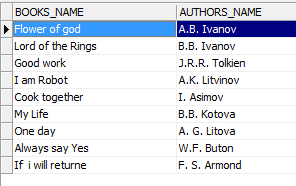 BOOKS_NAME AUTHORS_NAME
Flower of god A.B. Ivanov
Lord of the Rings B.B. Ivanov
Good work J.R.R. Tolkien
I am Robot A.K. Litvinov
Cook together I. Asimov
My Life B.B. Kotova
One day A. G. Litova
Always say Yes W.F. Buton
If i will returne F. S. Armond